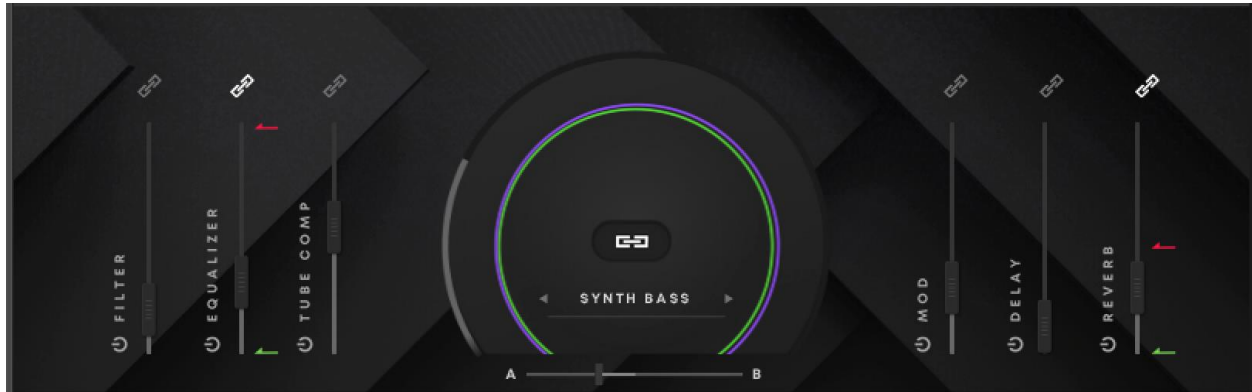 FILTER
EQUALIZER
TUBE COMP
SYNTH BASS
A
B
MOD
DELAY
REVERB